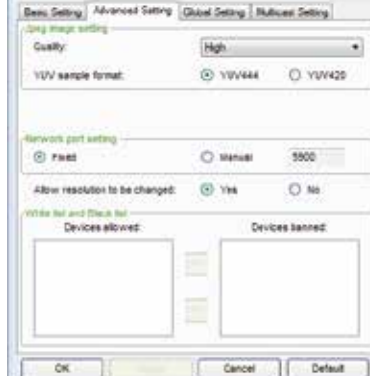 Basic Setting Advanced Setting Global Setting Multicast Setting
Jpeg image setting
Quality: High
YUV sample format: YUV444 YUV420
Network port setting
Fixed Manual 5900
Allow resolution to be changed: Yes No
White list and Black list
Devices allowed: Devices banned:
OK Cancel Default